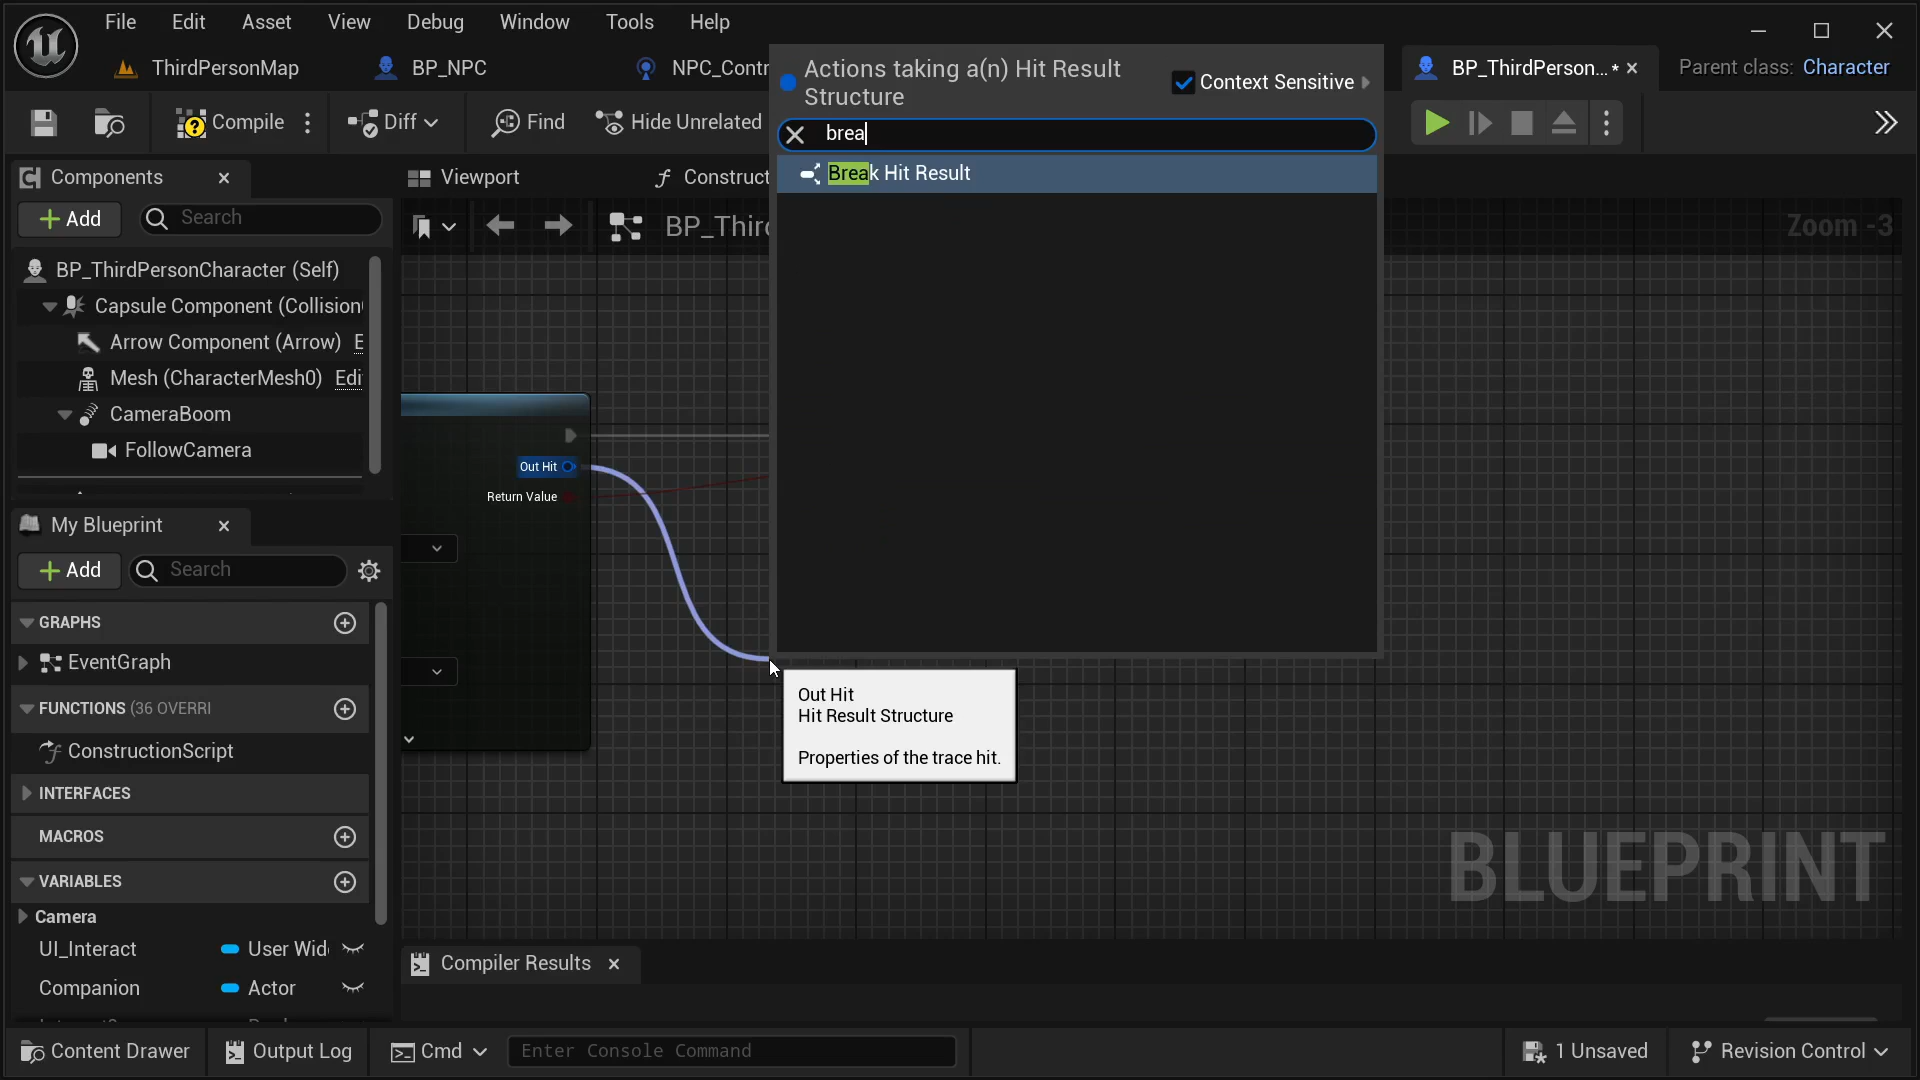 File Edit Asset View Debug Window Tools Help
ThirdPersonMap BP_NPC NPC_Contr BP_ThirdPerson...* Parent class: Character
Compile Diff Find Hide Unrelated
Actions taking a(n) Hit Result
Structure
Context Sensitive
brea
Break Hit Result
Components Viewport Construct
Add Search BP_Thir Zoom -3
BP_ThirdPersonCharacter (Self)
Capsule Component (Collision
Arrow Component (Arrow) E
Mesh (CharacterMesh0) Edi
CameraBoom
FollowCamera
Out Hit
Return Value
My Blueprint
Add Search
GRAPHS
EventGraph
FUNCTIONS (36 OVERRI
ConstructionScript
INTERFACES
MACROS
VARIABLES
Camera
UI_Interact User Wid
Companion Actor
Out Hit
Hit Result Structure
Properties of the trace hit.
BLUEPRINT
Compiler Results
Content Drawer Output Log Cmd Enter Console Command 1 Unsaved Revision Control